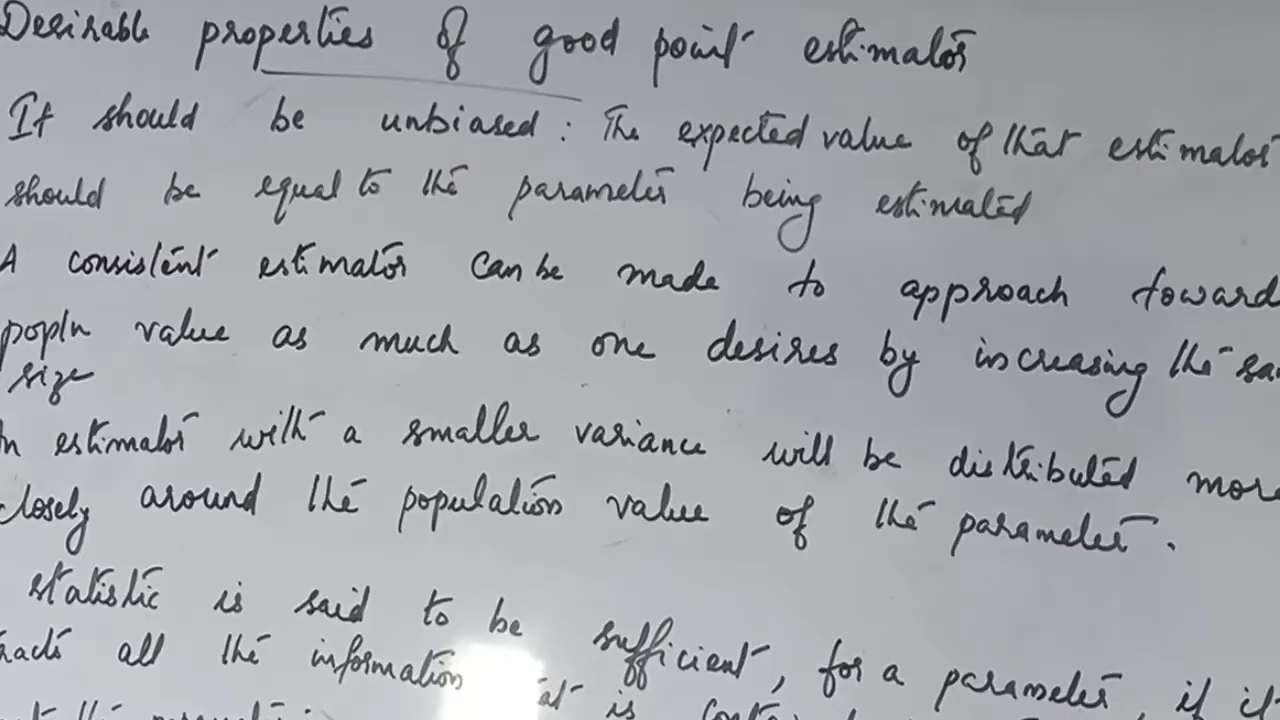 Desirable properties of good point estimator
It should be unbiased : The expected value of that estimator
should be equal to the parameter being estimated
A consistent estimator can be made to approach toward
popln value as much as one desires by increasing the sa
size
n estimator with a smaller variance will be distributed more
closely around the population value of the parameter.
statistic is said to be sufficient, for a parameter, if it
racts all the information at is